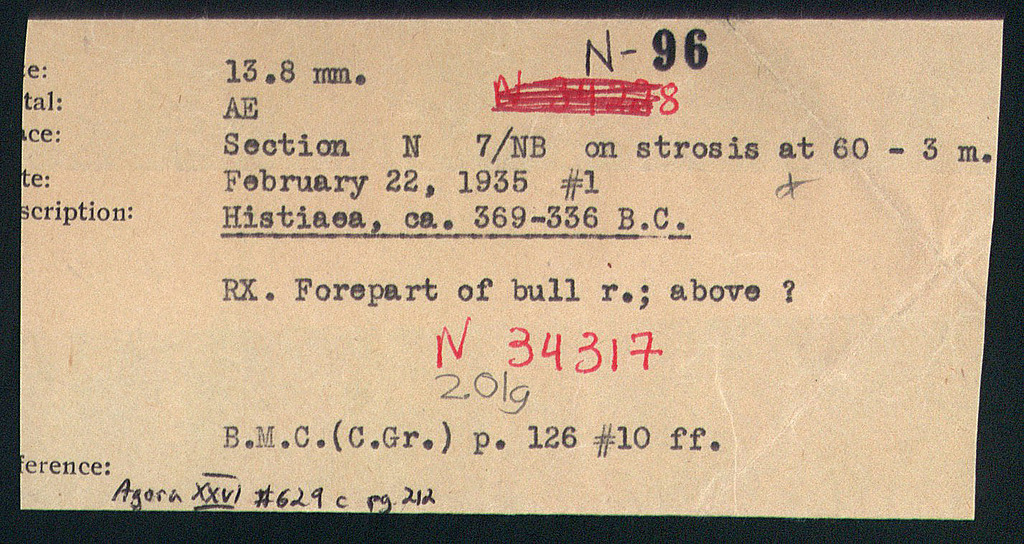 N-96
e: 13.8 mm.
tal: AE
ace: Section N 7/NB on strosis at 60 - 3 m.
te: February 22, 1935 #1
scription: Histiaea, ca. 369-336 B.C.
RX. Forepart of bull r.; above ?
N 34317
2.01g
B.M.C.(C.Gr.) p. 126 #10 ff.
ference:
Agora XXVI #629 c pg. 212